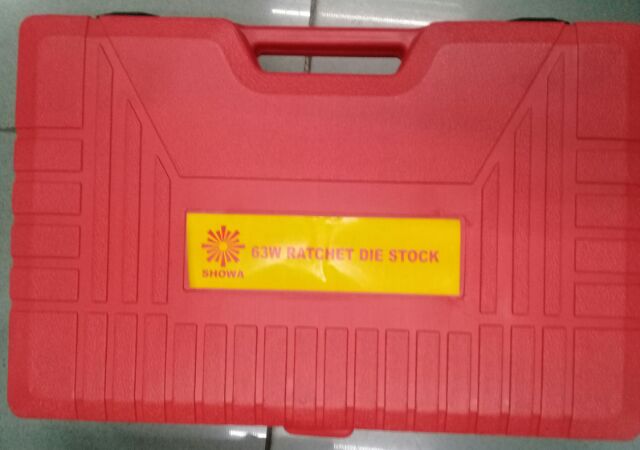 63W RATCHET DIE STOCK
SHOWA